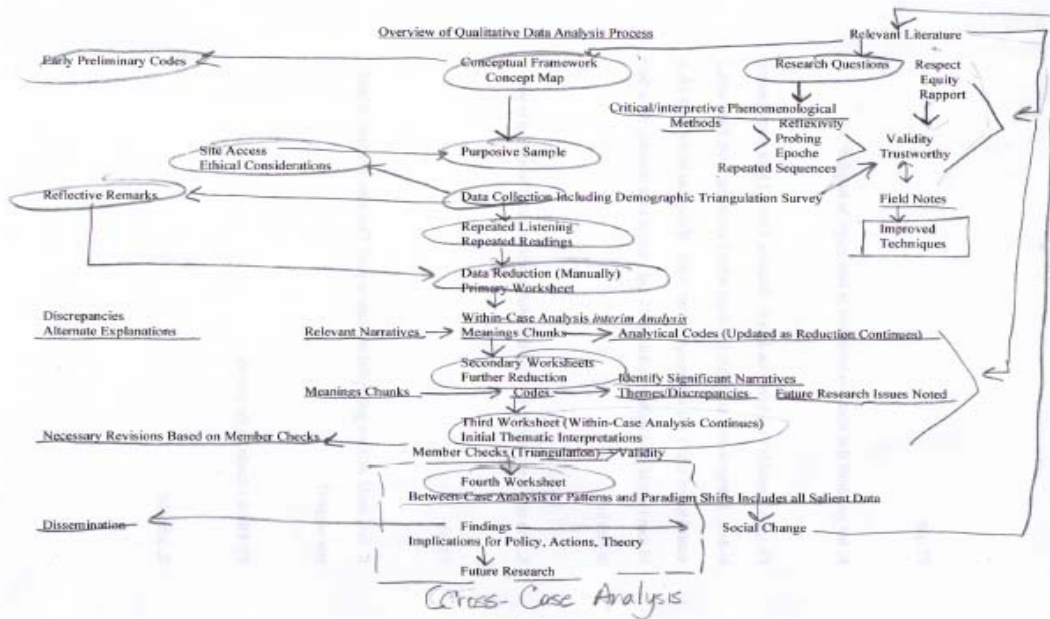 Overview of Qualitative Data Analysis Process
Relevant Literature
Early Preliminary Codes
Conceptual Framework
Concept Map
Research Questions
Respect
Equity
Rapport
Critical/interpretive Phenomenological
Methods
Reflexivity
Probing
Epoche
Repeated Sequences
Validity
Trustworthy
Site Access
Ethical Considerations
Purposive Sample
Reflective Remarks
Data Collection Including Demographic Triangulation Survey
Field Notes
Repeated Listening
Repeated Readings
Improved
Techniques
Data Reduction (Manually)
Primary Worksheet
Discrepancies
Alternate Explanations
Within-Case Analysis interim Analysis
Relevant Narratives
Meanings Chunks
Analytical Codes (Updated as Reduction Continues)
Secondary Worksheets
Further Reduction
Identify Significant Narratives
Meanings Chunks
Codes
Themes/Discrepancies
Future Research Issues Noted
Third Worksheet (Within-Case Analysis Continues)
Initial Thematic Interpretations
Necessary Revisions Based on Member Checks
Member Checks (Triangulation)
Validity
Fourth Worksheet
Between-Case Analysis or Patterns and Paradigm Shifts Includes all Salient Data
Dissemination
Findings
Social Change
Implications for Policy, Actions, Theory
Future Research
Cross-Case Analysis